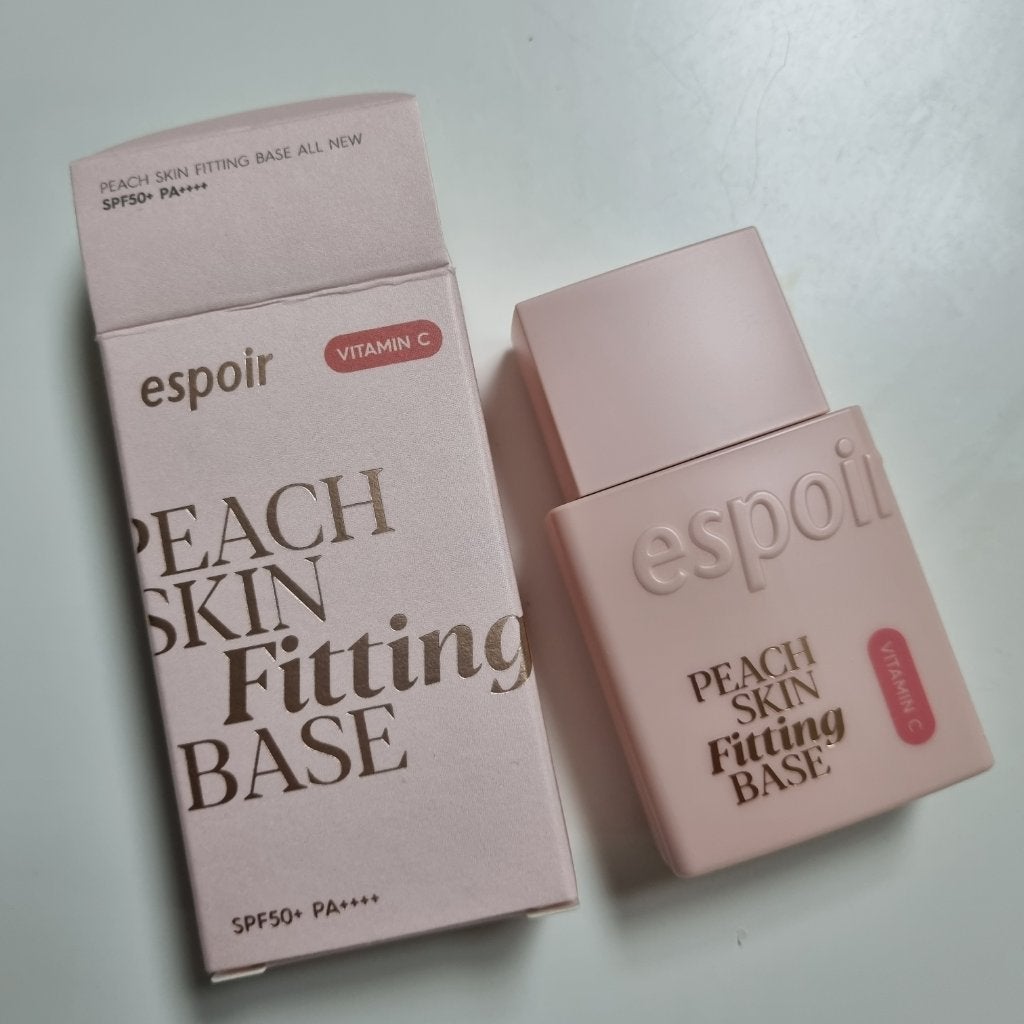 PEACH SKIN FITTING BASE ALL NEW
SPF50+ PA++++
espoir
VITAMIN C
PEACH
SKIN
Fitting
BASE
SPF50+ PA++++
espoir
PEACH
SKIN
Fitting
BASE
VITAMIN C